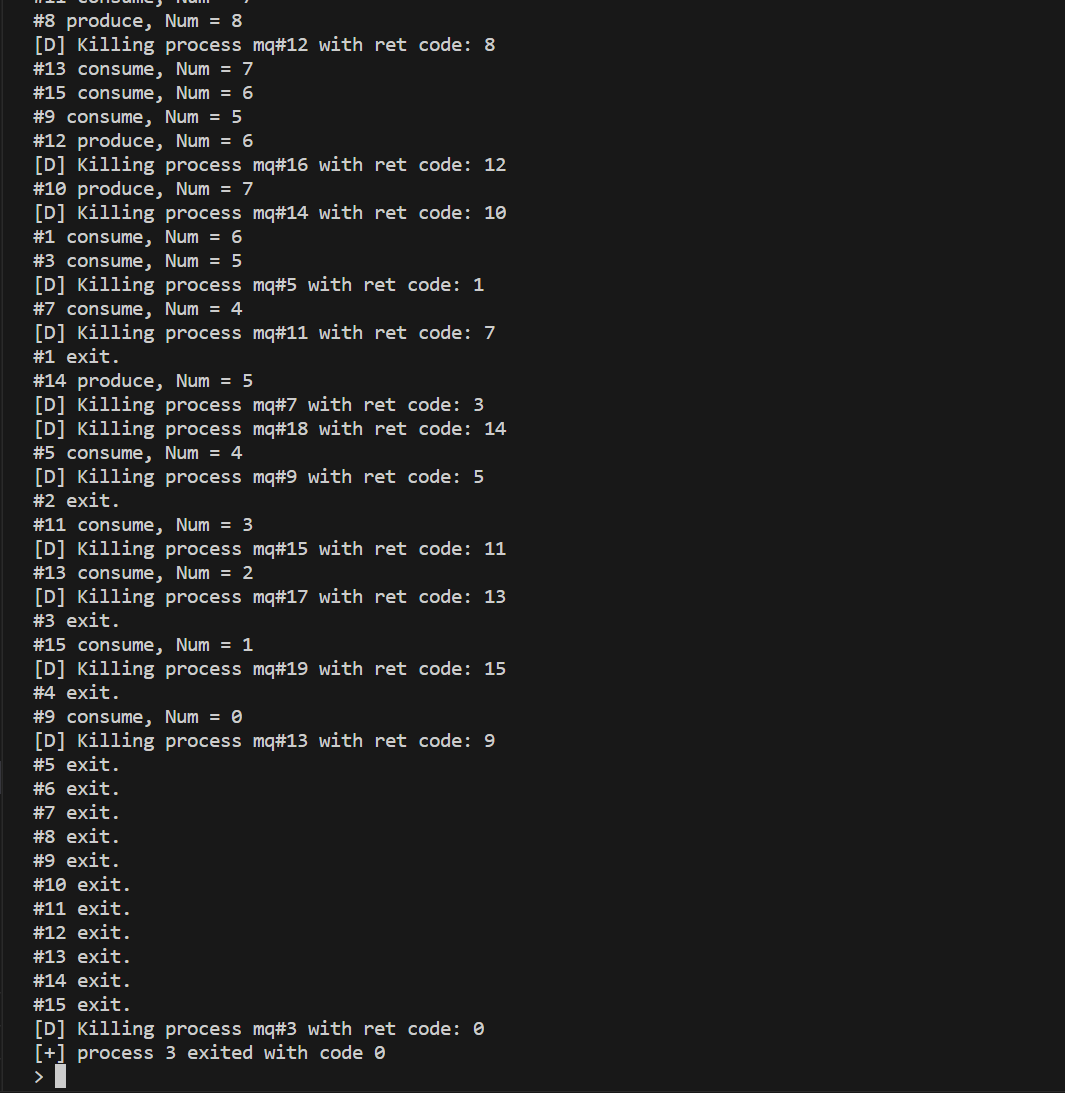 #11 consume, Num = 7
#8 produce, Num = 8
[D] Killing process mq#12 with ret code: 8
#13 consume, Num = 7
#15 consume, Num = 6
#9 consume, Num = 5
#12 produce, Num = 6
[D] Killing process mq#16 with ret code: 12
#10 produce, Num = 7
[D] Killing process mq#14 with ret code: 10
#1 consume, Num = 6
#3 consume, Num = 5
[D] Killing process mq#5 with ret code: 1
#7 consume, Num = 4
[D] Killing process mq#11 with ret code: 7
#1 exit.
#14 produce, Num = 5
[D] Killing process mq#7 with ret code: 3
[D] Killing process mq#18 with ret code: 14
#5 consume, Num = 4
[D] Killing process mq#9 with ret code: 5
#2 exit.
#11 consume, Num = 3
[D] Killing process mq#15 with ret code: 11
#13 consume, Num = 2
[D] Killing process mq#17 with ret code: 13
#3 exit.
#15 consume, Num = 1
[D] Killing process mq#19 with ret code: 15
#4 exit.
#9 consume, Num = 0
[D] Killing process mq#13 with ret code: 9
#5 exit.
#6 exit.
#7 exit.
#8 exit.
#9 exit.
#10 exit.
#11 exit.
#12 exit.
#13 exit.
#14 exit.
#15 exit.
[D] Killing process mq#3 with ret code: 0
[+] process 3 exited with code 0
>